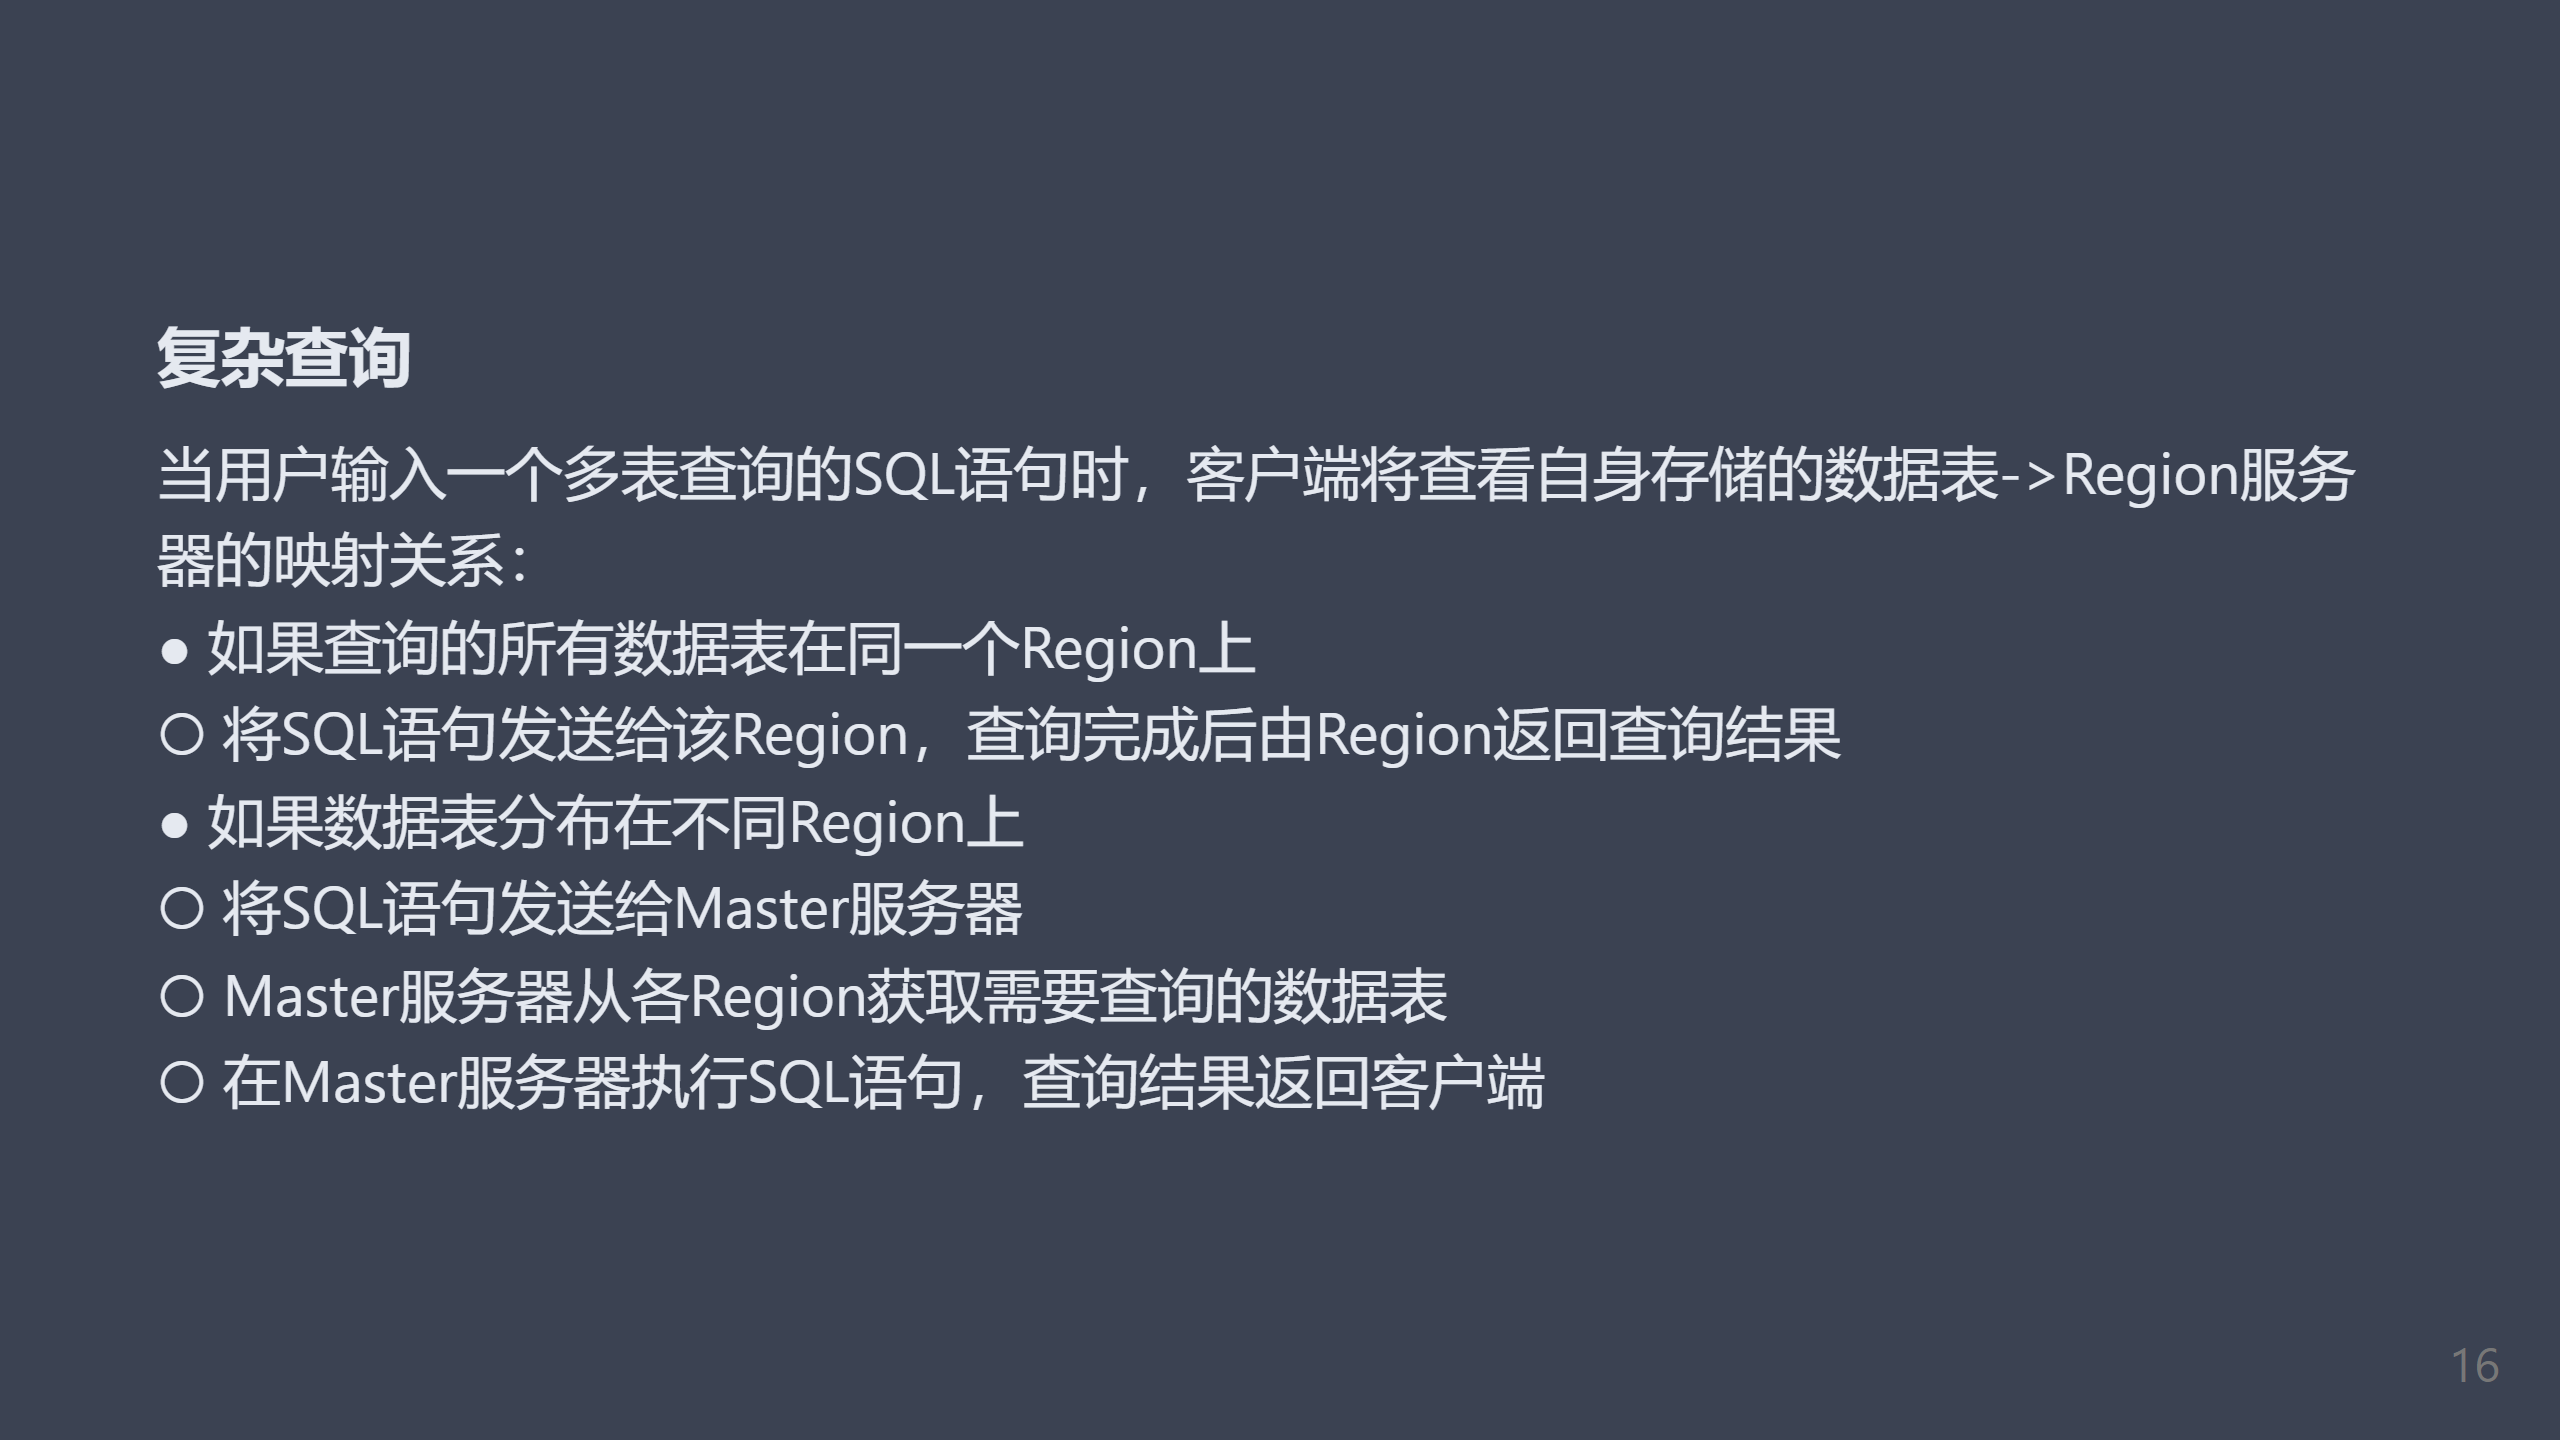 复杂查询
当用户输入一个多表查询的SQL语句时，客户端将查看自身存储的数据表->Region服务
器的映射关系：
● 如果查询的所有数据表在同一个Region上
○ 将SQL语句发送给该Region，查询完成后由Region返回查询结果
● 如果数据表分布在不同Region上
○ 将SQL语句发送给Master服务器
○ Master服务器从各Region获取需要查询的数据表
○ 在Master服务器执行SQL语句，查询结果返回客户端
16